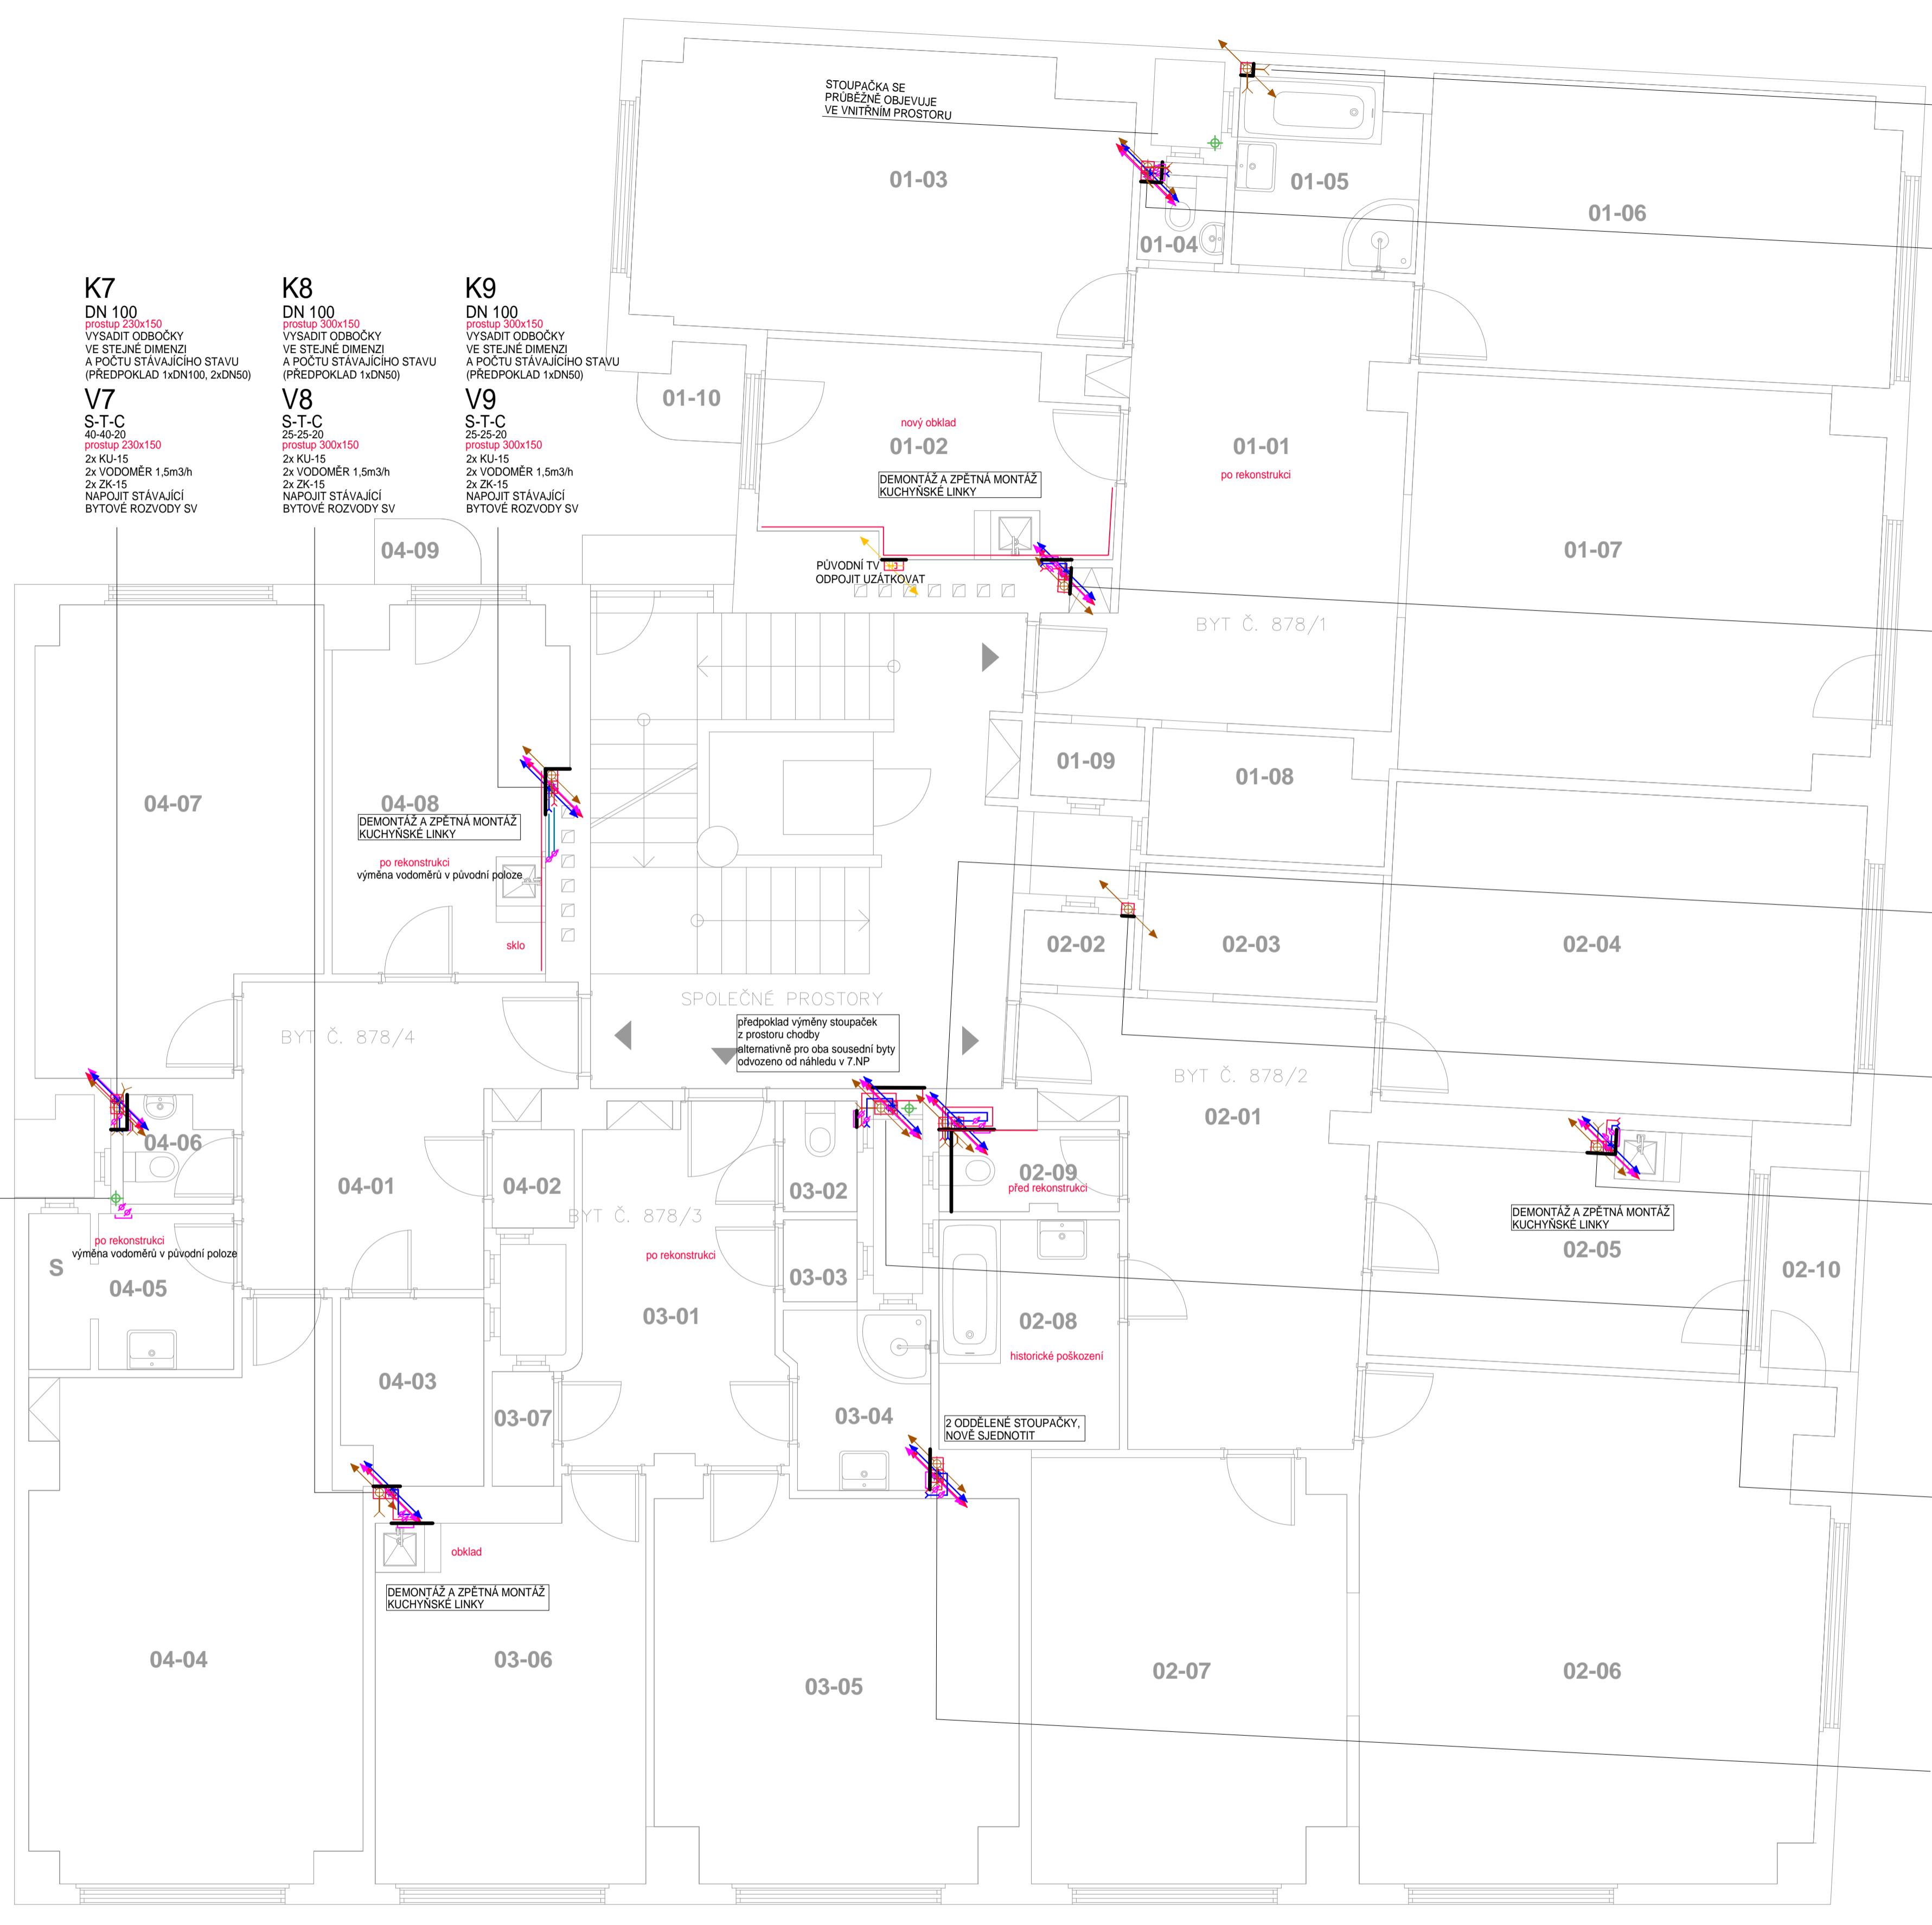 STOUPAČKA SE
PRŮBĚŽNĚ OBJEVUJE
VE VNITŘNÍM PROSTORU
01-03
01-05
01-06
01-04
K7
DN 100
prostup 230x150
VYSADIT ODBOČKY
VE STEJNÉ DIMENZI
A POČTU STÁVAJÍCÍHO STAVU
(PŘEDPOKLAD 1xDN100, 2xDN50)
V7
S-T-C
40-40-20
prostup 230x150
2x KU-15
2x VODOMĚR 1,5m3/h
2x ZK-15
NAPOJIT STÁVAJÍCÍ
BYTOVÉ ROZVODY SV
K8
DN 100
prostup 300x150
VYSADIT ODBOČKY
VE STEJNÉ DIMENZI
A POČTU STÁVAJÍCÍHO STAVU
(PŘEDPOKLAD 1xDN50)
V8
S-T-C
25-25-20
prostup 300x150
2x KU-15
2x VODOMĚR 1,5m3/h
2x ZK-15
NAPOJIT STÁVAJÍCÍ
BYTOVÉ ROZVODY SV
K9
DN 100
prostup 300x150
VYSADIT ODBOČKY
VE STEJNÉ DIMENZI
A POČTU STÁVAJÍCÍHO STAVU
(PŘEDPOKLAD 1xDN50)
V9
S-T-C
25-25-20
prostup 300x150
2x KU-15
2x VODOMĚR 1,5m3/h
2x ZK-15
NAPOJIT STÁVAJÍCÍ
BYTOVÉ ROZVODY SV
01-10
nový obklad
01-02
DEMONTÁŽ A ZPĚTNÁ MONTÁŽ
KUCHYŇSKÉ LINKY
01-01
po rekonstrukci
01-07
04-09
PŮVODNÍ TV
ODPOJIT UZÁTKOVAT
BYT Č. 878/1
01-09
01-08
04-07
04-08
DEMONTÁŽ A ZPĚTNÁ MONTÁŽ
KUCHYŇSKÉ LINKY
po rekonstrukci
výměna vodoměrů v původní poloze
sklo
02-02
02-03
02-04
SPOLEČNÉ PROSTORY
předpoklad výměny stoupaček
z prostoru chodby
alternativně pro oba sousední byty
odvozeno od náhledu v 7.NP
BYT Č. 878/4
BYT Č. 878/2
02-01
04-06
04-01
04-02
03-02
02-09
před rekonstrukcí
BYT Č. 878/3
DEMONTÁŽ A ZPĚTNÁ MONTÁŽ
KUCHYŇSKÉ LINKY
02-05
02-10
po rekonstrukci
výměna vodoměrů v původní poloze
S
04-05
po rekonstrukci
03-03
03-01
02-08
historické poškození
04-03
03-07
03-04
2 ODDĚLENÉ STOUPAČKY,
NOVĚ SJEDNOTIT
obklad
DEMONTÁŽ A ZPĚTNÁ MONTÁŽ
KUCHYŇSKÉ LINKY
04-04
03-06
03-05
02-07
02-06